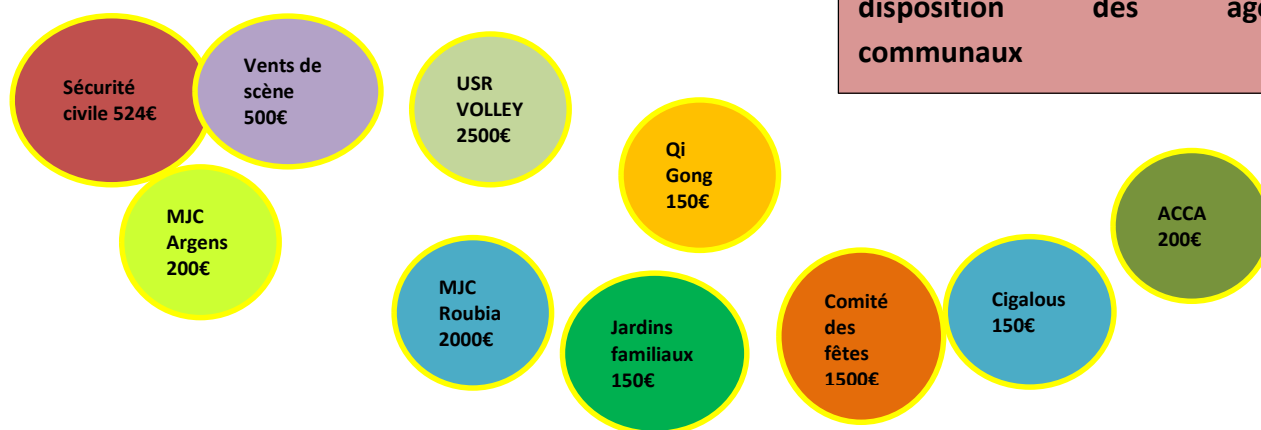 disposition des
communaux
Sécurité
civile 524€
Vents de
scène
500€
USR
VOLLEY
2500€
Qi
Gong
150€
ACCA
200€
MJC
Argens
200€
MJC
Roubia
2000€
Jardins
familiaux
150€
Comité
des
fêtes
1500€
Cigalous
150€